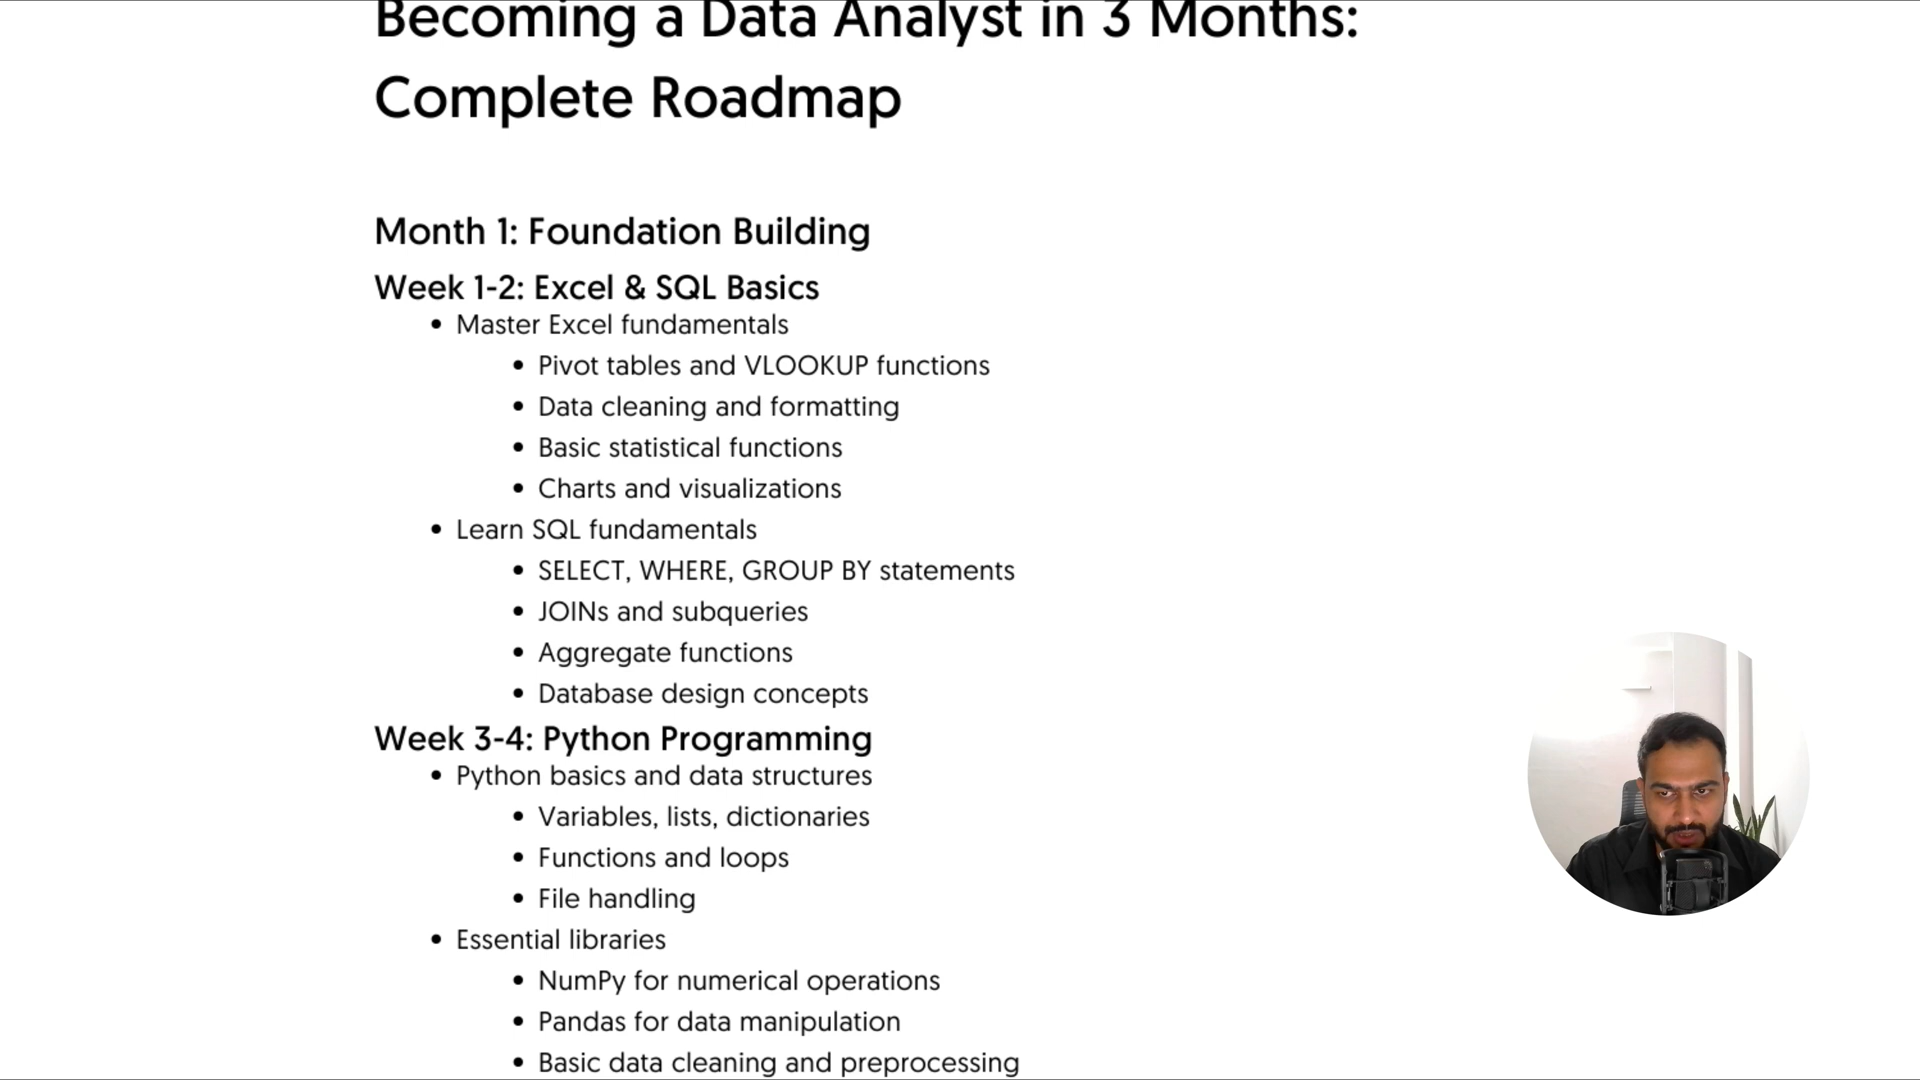 Becoming a Data Analyst in 3 Months:
Complete Roadmap
Month 1: Foundation Building
Week 1-2: Excel & SQL Basics
• Master Excel fundamentals
• Pivot tables and VLOOKUP functions
• Data cleaning and formatting
• Basic statistical functions
• Charts and visualizations
• Learn SQL fundamentals
• SELECT, WHERE, GROUP BY statements
• JOINs and subqueries
• Aggregate functions
• Database design concepts
Week 3-4: Python Programming
• Python basics and data structures
• Variables, lists, dictionaries
• Functions and loops
• File handling
• Essential libraries
• NumPy for numerical operations
• Pandas for data manipulation
• Basic data cleaning and preprocessing